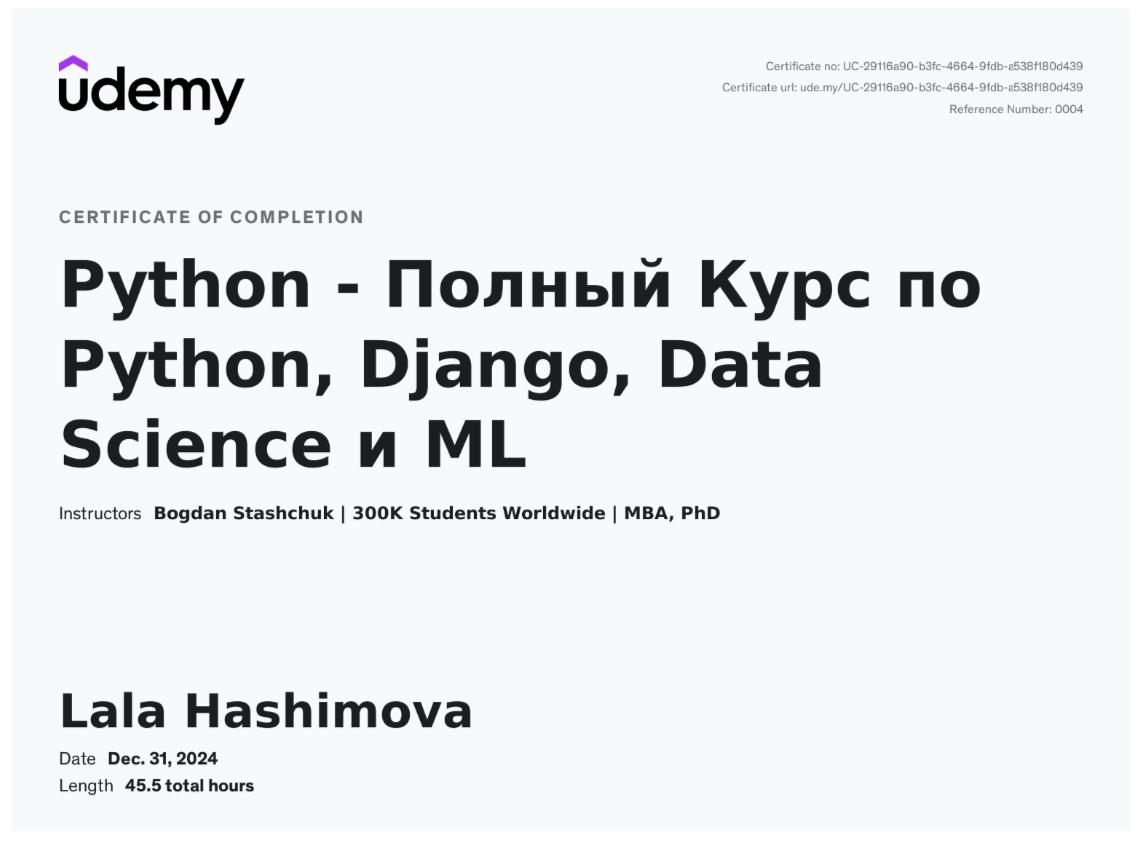 udemy
Certificate no: UC-29116a90-b3fc-4664-9fdb-a538f180d439
Certificate url: ude.my/UC-29116a90-b3fc-4664-9fdb-a538f180d439
Reference Number: 0004
CERTIFICATE OF COMPLETION
Python - Полный Курс по
Python, Django, Data
Science и ML
Instructors Bogdan Stashchuk | 300K Students Worldwide | MBA, PhD
Lala Hashimova
Date Dec. 31, 2024
Length 45.5 total hours